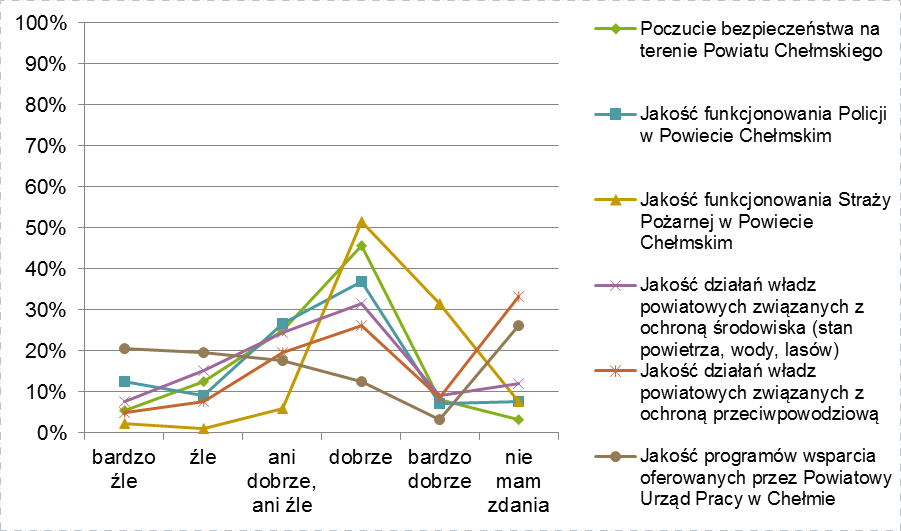 100%
90%
80%
70%
60%
50%
40%
30%
20%
10%
0%
bardzo
źle
źle
ani
dobrze,
ani źle
dobrze
bardzo
dobrze
nie
mam
zdania
Poczucie bezpieczeństwa na
terenie Powiatu Chełmskiego
Jakość funkcjonowania Policji
w Powiecie Chełmskim
Jakość funkcjonowania Straży
Pożarnej w Powiecie
Chełmskim
Jakość działań władz
powiatowych związanych z
ochroną środowiska (stan
powietrza, wody, lasów)
Jakość działań władz
powiatowych związanych z
ochroną przeciwpowodziową
Jakość programów wsparcia
oferowanych przez Powiatowy
Urząd Pracy w Chełmie